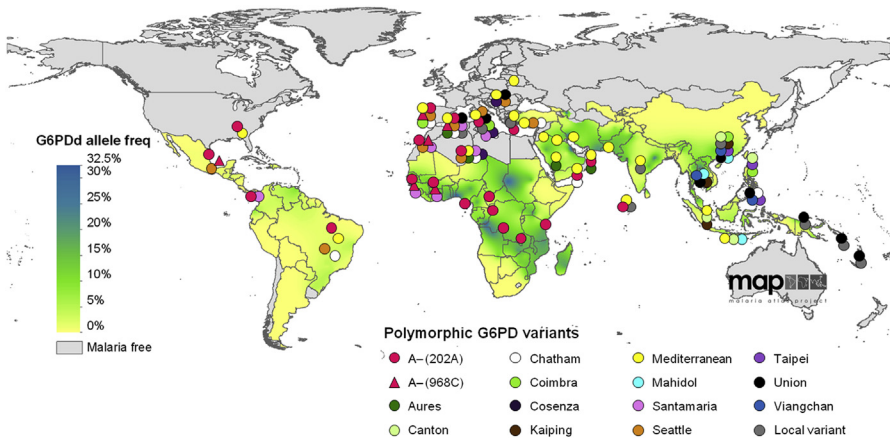 G6PDd allele freq
32.5%
30%
25%
20%
15%
10%
5%
0%
Malaria free
map
malaria atlas project
Polymorphic G6PD variants
A–(202A)
Chatham
Mediterranean
Taipei
A–(968C)
Coimbra
Mahidol
Union
Aures
Cosenza
Santamaria
Viangchan
Canton
Kaiping
Seattle
Local variant